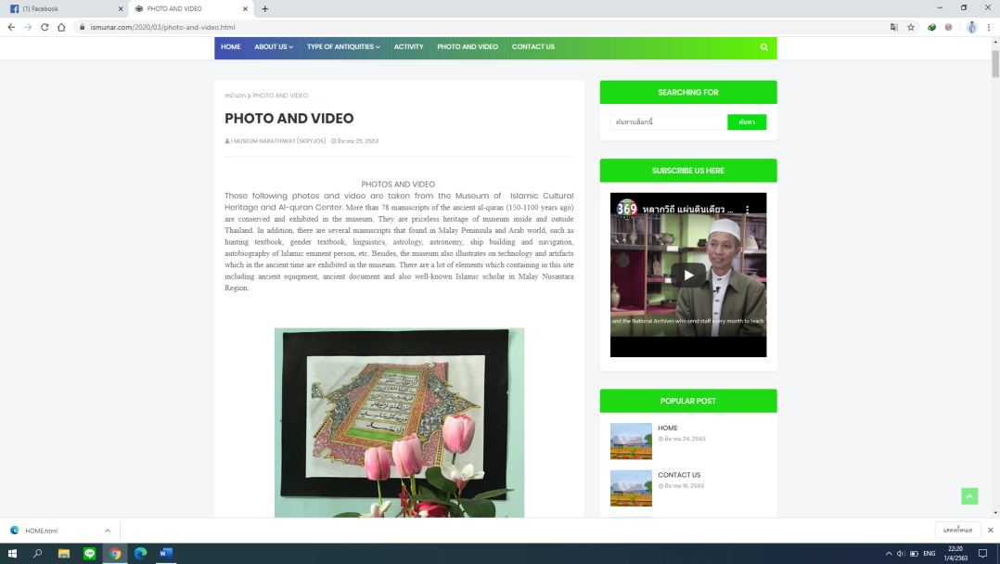 (1) Facebook
PHOTO AND VIDEO
ismunar.com/2020/03/photo-and-video.html
HOME ABOUT US TYPE OF ANTIQUITIES ACTIVITY PHOTO AND VIDEO CONTACT US
หน้าแรก > PHOTO AND VIDEO
PHOTO AND VIDEO
I MUSEUM NARATHIWAT (SKRYJOS) มีนาคม 25, 2563
PHOTOS AND VIDEO
These following photos and video are taken from the Museum of Islamic Cultural
Heritage and Al-quran Center. More than 78 manuscripts of the ancient al-quran (150-1100 years ago)
are conserved and exhibited in the museum. They are priceless heritage of museum inside and outside
Thailand. In addition, there are several manuscripts that found in Malay Peninsula and Arab world, such as
hunting textbook, gender textbook, linguistics, astrology, astronomy, ship building and navigation,
autobiography of Islamic eminent person, etc. Besides, the museum also illustrates on technology and artifacts
which in the ancient time are exhibited in the museum. There are a lot of elements which containing in this site
including ancient equipment, ancient document and also well-known Islamic scholar in Malay Nusantara
Region.
SEARCHING FOR
ค้นหาบล็อกนี้ ค้นหา
SUBSCRIBE US HERE
369 หลากวิถี แผ่นดินเดียว ...
and the National Archives who send staff every month to teach
POPULAR POST
HOME
มีนาคม 24, 2563
CONTACT US
มีนาคม 16, 2563
HOME.html
แสดงทั้งหมด
ENG
22:20
1/4/2563